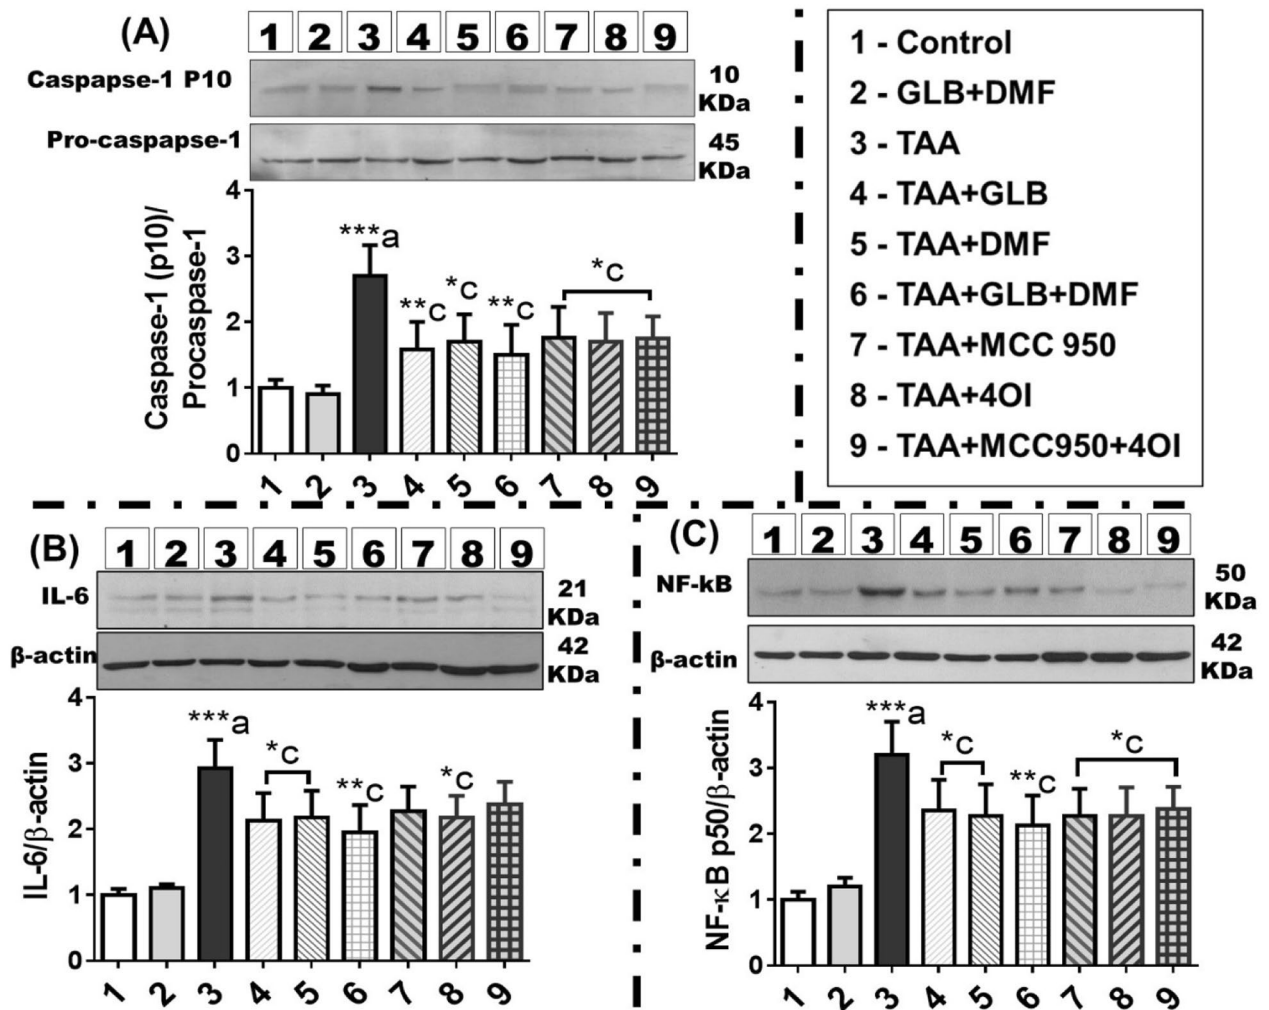 (A)
1 2 3 4 5 6 7 8 9
Caspapse-1 P10
10
KDa
Pro-caspapse-1
45
KDa
Caspase-1 (p10)/
Procaspase-1
4
3
2
1
0
***a
**c
*c
**c
*c
1 2 3 4 5 6 7 8 9
1 - Control
2 - GLB+DMF
3 - TAA
4 - TAA+GLB
5 - TAA+DMF
6 - TAA+GLB+DMF
7 - TAA+MCC 950
8 - TAA+4OI
9 - TAA+MCC950+4OI
(B)
1 2 3 4 5 6 7 8 9
IL-6
21
KDa
β-actin
42
KDa
IL-6/β-actin
4
3
2
1
0
***a
*c
**c
*c
1 2 3 4 5 6 7 8 9
(C)
1 2 3 4 5 6 7 8 9
NF-kB
50
KDa
β-actin
42
KDa
NF-κB p50/β-actin
4
3
2
1
0
***a
*c
**c
*c
1 2 3 4 5 6 7 8 9